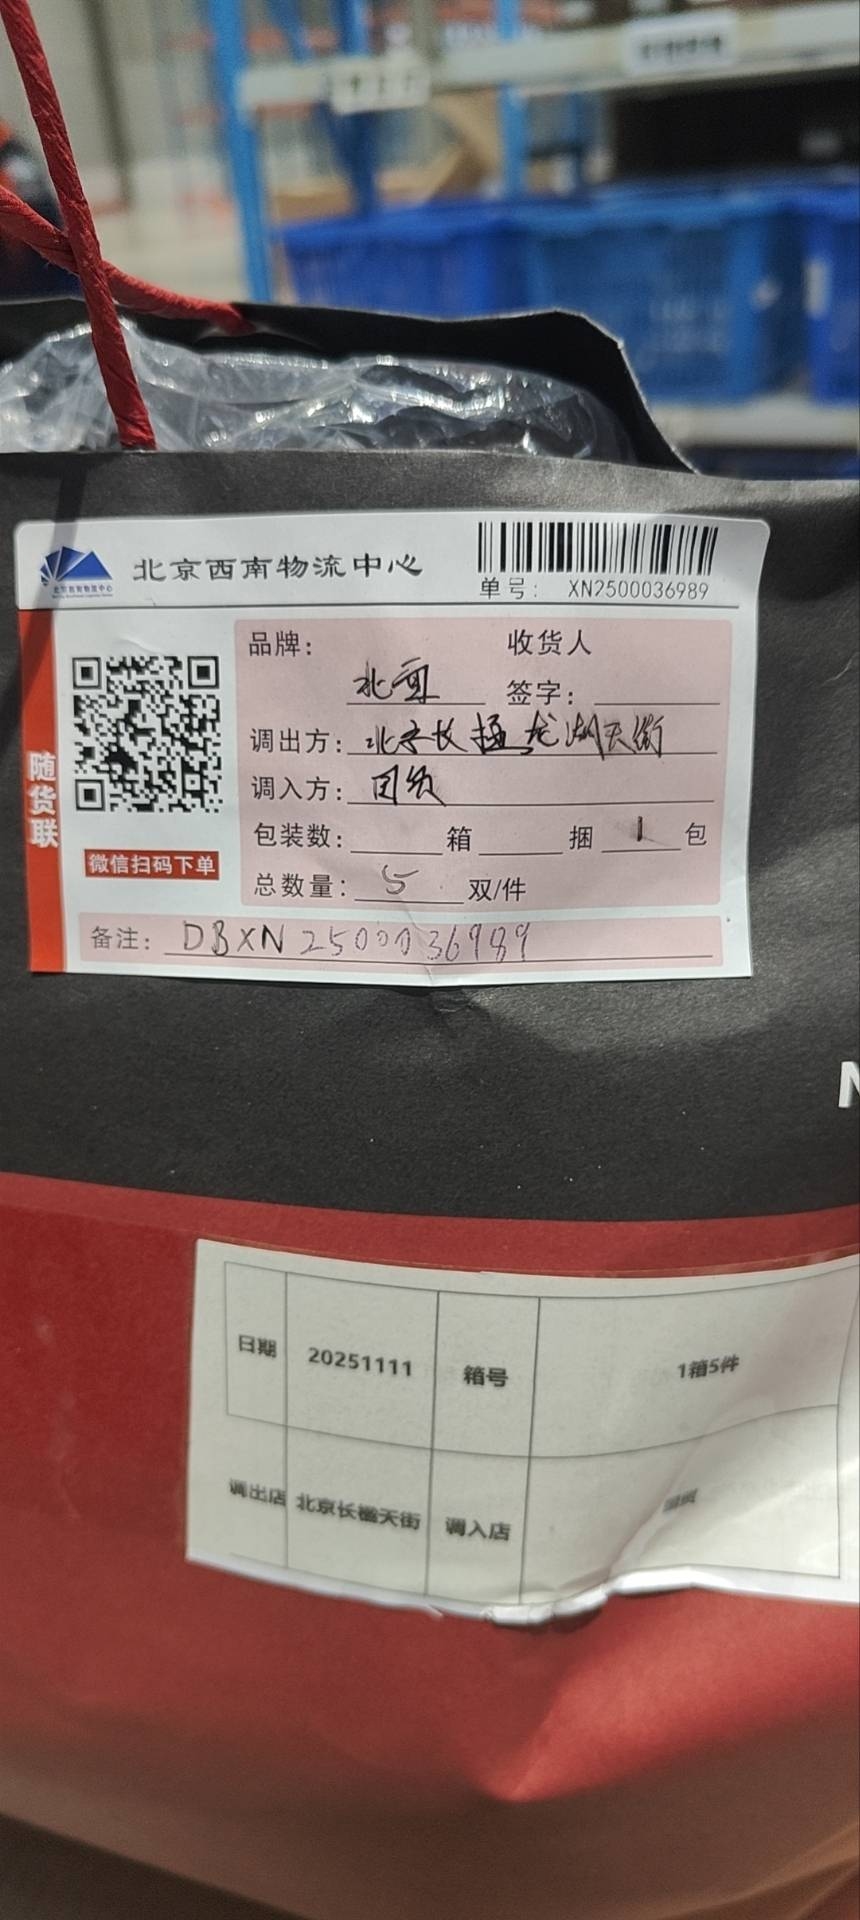 北京西南物流中心
单号: XN2500036989
品牌: 北面
收货人
签字:
调出方: 北京长楹龙湖天街
调入方: 团货
包装数: 箱 捆 1 包
总数量: 5 双/件
备注: DBXN2500036989
随货联
微信扫码下单
N
日期 20251111 箱号 1箱5件
调出店 北京长楹天街 调入店